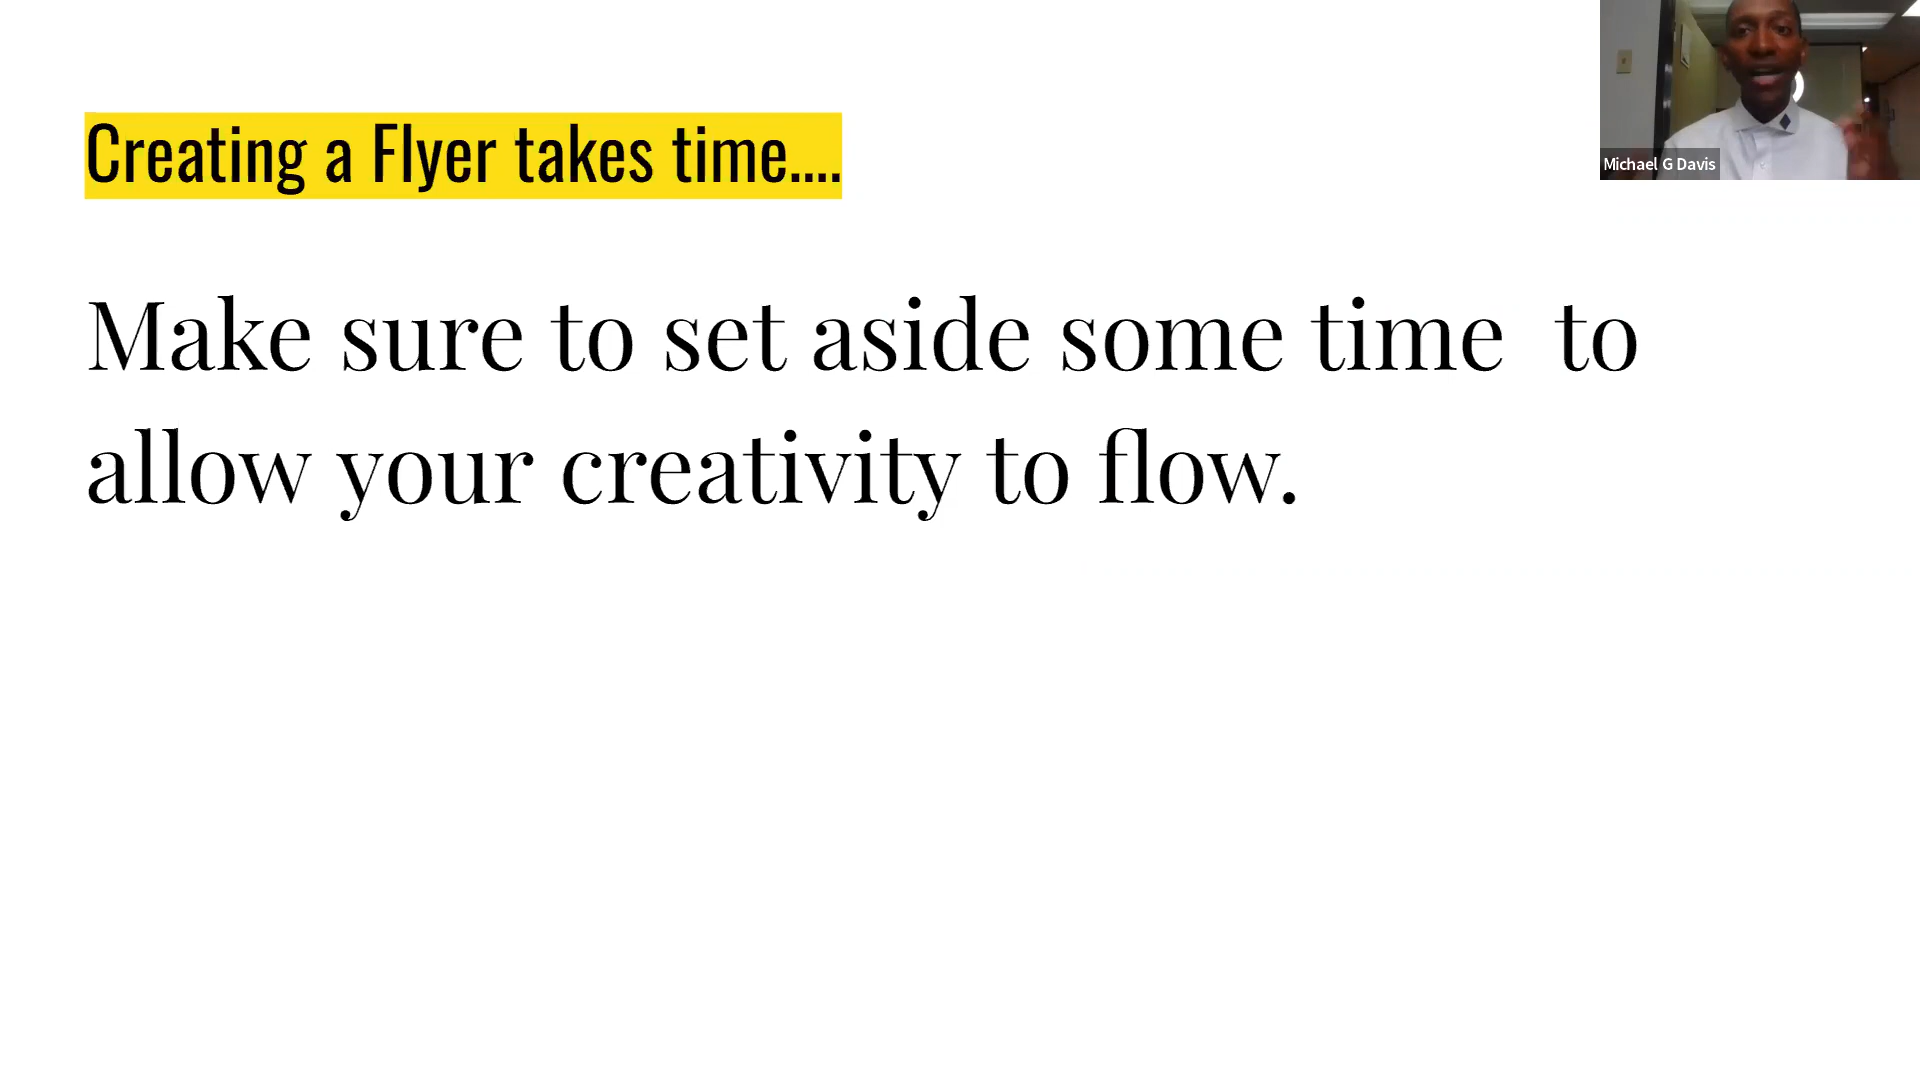 Creating a Flyer takes time....
Michael G Davis
Make sure to set aside some time  to
allow your creativity to flow.